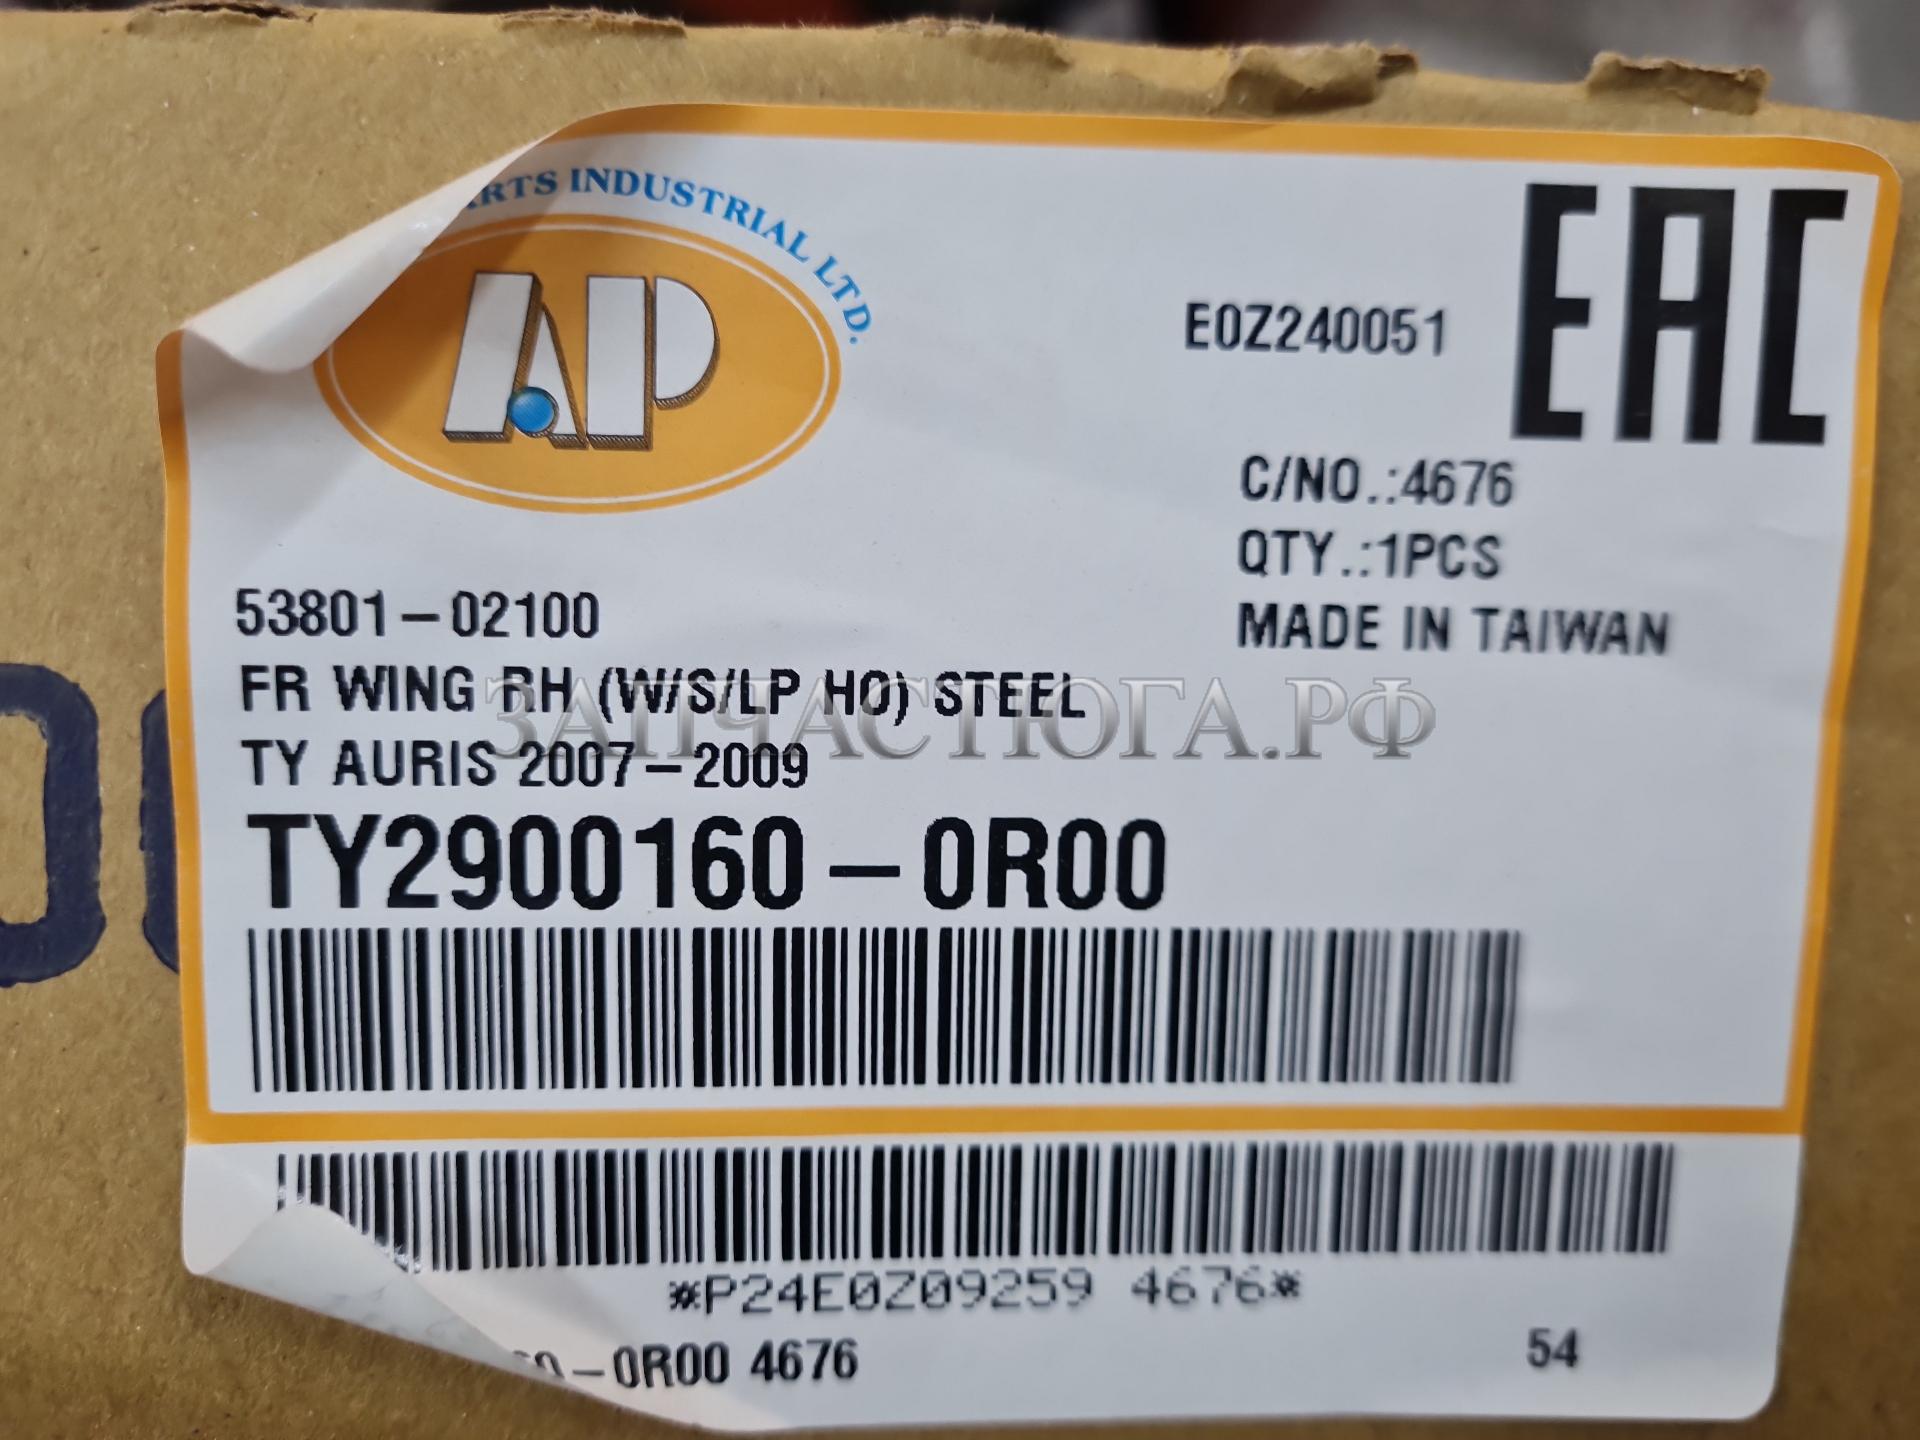 PARTS INDUSTRIAL LTD.
AP
EAC
E0Z240051
C/NO.:4676
QTY.:1PCS
MADE IN TAIWAN
53801-02100
FR WING RH (W/S/LP HO) STEEL
ЗАПЧАСТЮГА.РФ
TY AURIS 2007-2009
TY2900160-0R00
*P24E0Z09259 4676*
-0R00 4676
54